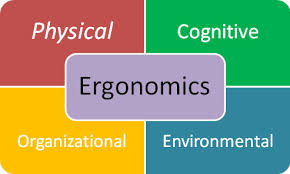 Physical
Cognitive
Ergonomics
Organizational
Environmental